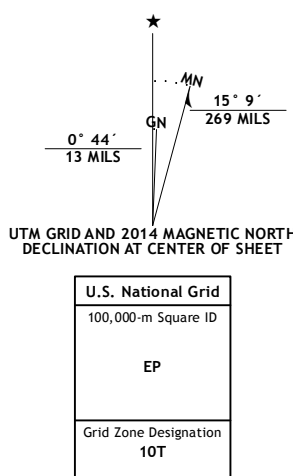 ★
MN
GN
15° 9´
269 MILS
0° 44´
13 MILS
UTM GRID AND 2014 MAGNETIC NORTH
DECLINATION AT CENTER OF SHEET
U.S. National Grid
100,000-m Square ID
EP
Grid Zone Designation
10T